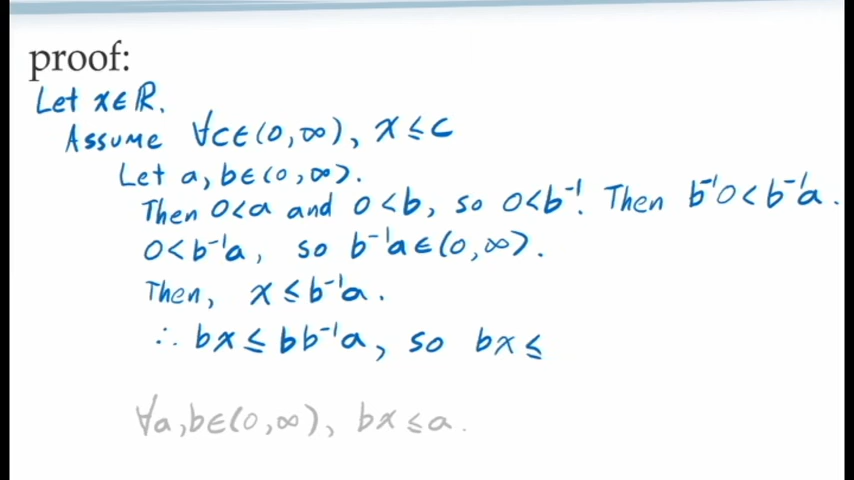 proof:
Let x∈ℝ.
Assume ∀c∈(0,∞), x≤c
Let a,b∈(0,∞).
Then 0<a and 0<b, so 0<b⁻¹. Then b⁻¹0<b⁻¹a.
0<b⁻¹a, so b⁻¹a∈(0,∞).
Then, x≤b⁻¹a.
∴ bx≤bb⁻¹a, so bx≤
∀a,b∈(0,∞), bx≤a.